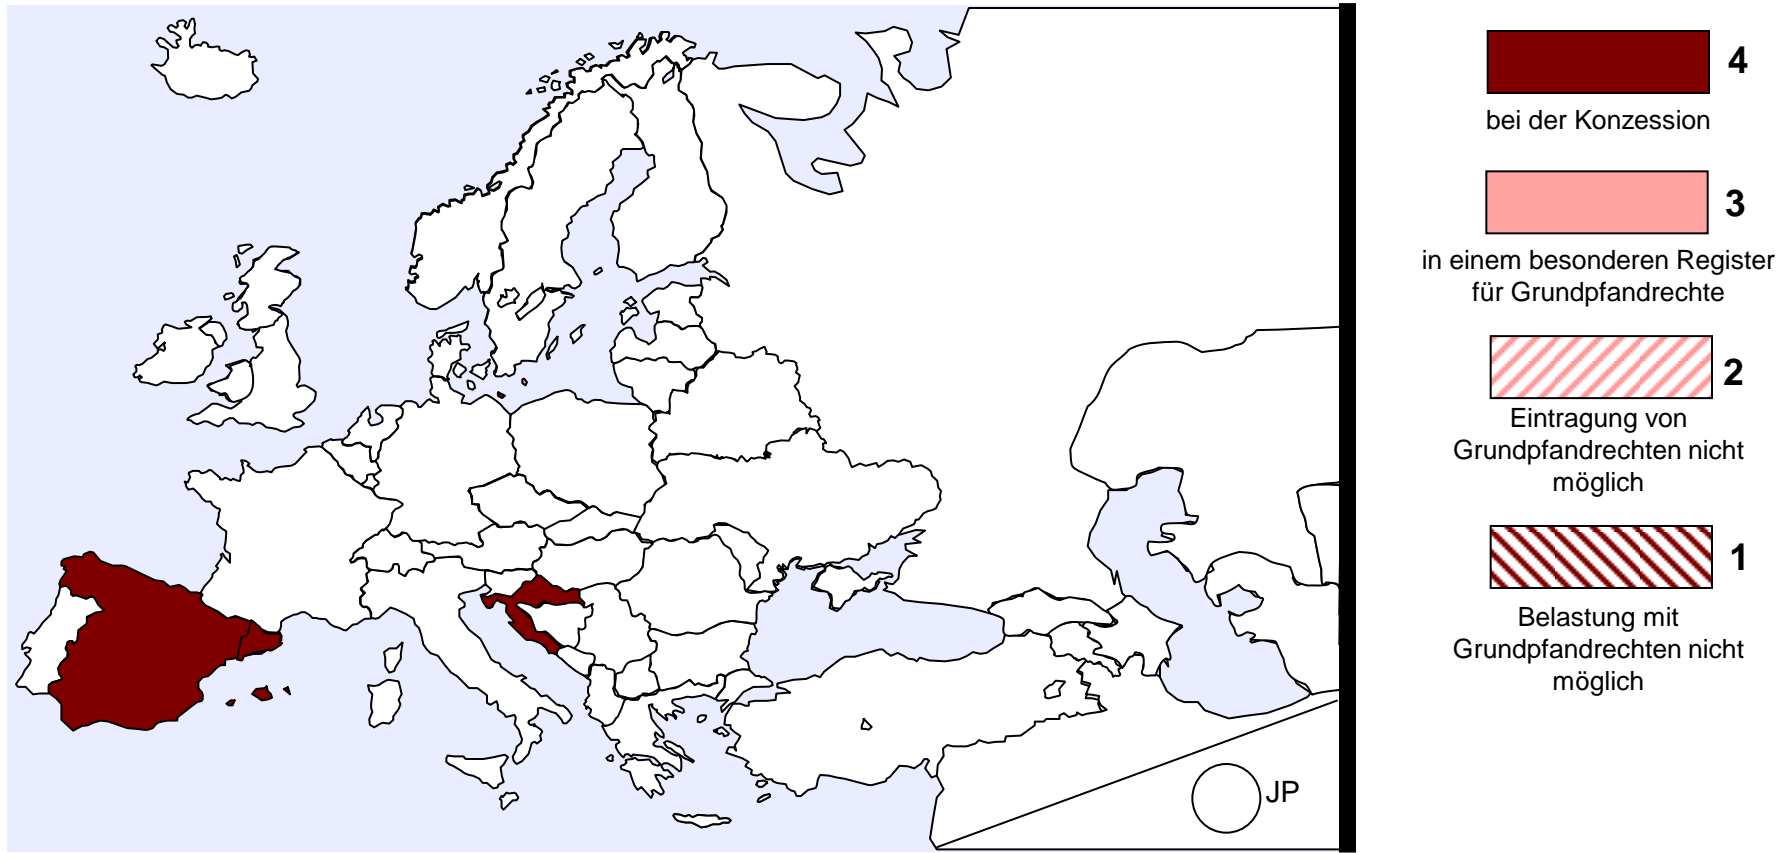 4
bei der Konzession
3
in einem besonderen Register
für Grundpfandrechte
2
Eintragung von
Grundpfandrechten nicht
möglich
1
Belastung mit
Grundpfandrechten nicht
möglich
JP